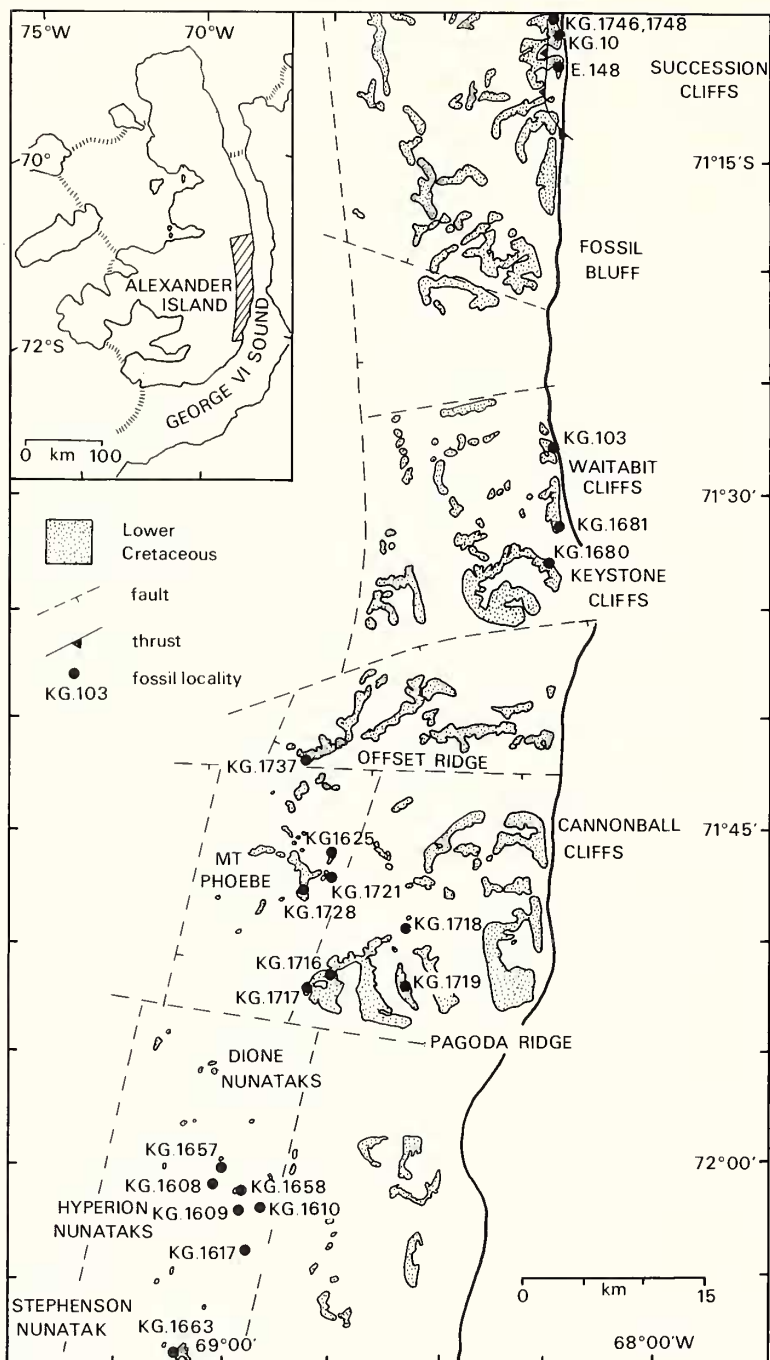 75°W
70°W
70°
ALEXANDER
ISLAND
72°S
GEORGE VI SOUND
0 km 100
Lower
Cretaceous
fault
thrust
KG.103
fossil locality
KG.1746,1748
KG.10
E.148
SUCCESSION
CLIFFS
71°15'S
FOSSIL
BLUFF
KG.103
WAITABIT
CLIFFS
71°30'
KG.1681
KG.1680
KEYSTONE
CLIFFS
KG.1737
OFFSET RIDGE
71°45'
CANNONBALL
CLIFFS
KG1625
MT
PHOEBE
KG.1721
KG.1728
KG.1718
KG.1716
KG.1717
KG.1719
PAGODA RIDGE
DIONE
NUNATAKS
KG.1657
72°00'
KG.1608
KG.1658
HYPERION
NUNATAKS
KG.1609
KG.1610
KG.1617
0 km 15
STEPHENSON
NUNATAK
KG.1663
69°00'
68°00'W